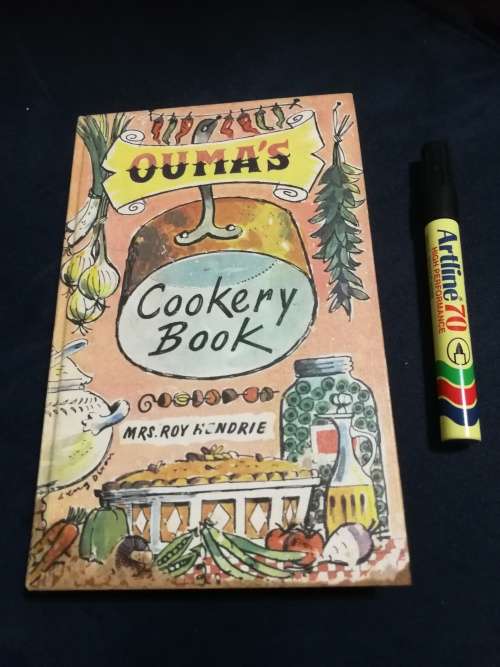 OUMA'S
Cookery
Book
MRS. ROY HENDRIE
Artline 70
HIGH PERFORMANCE